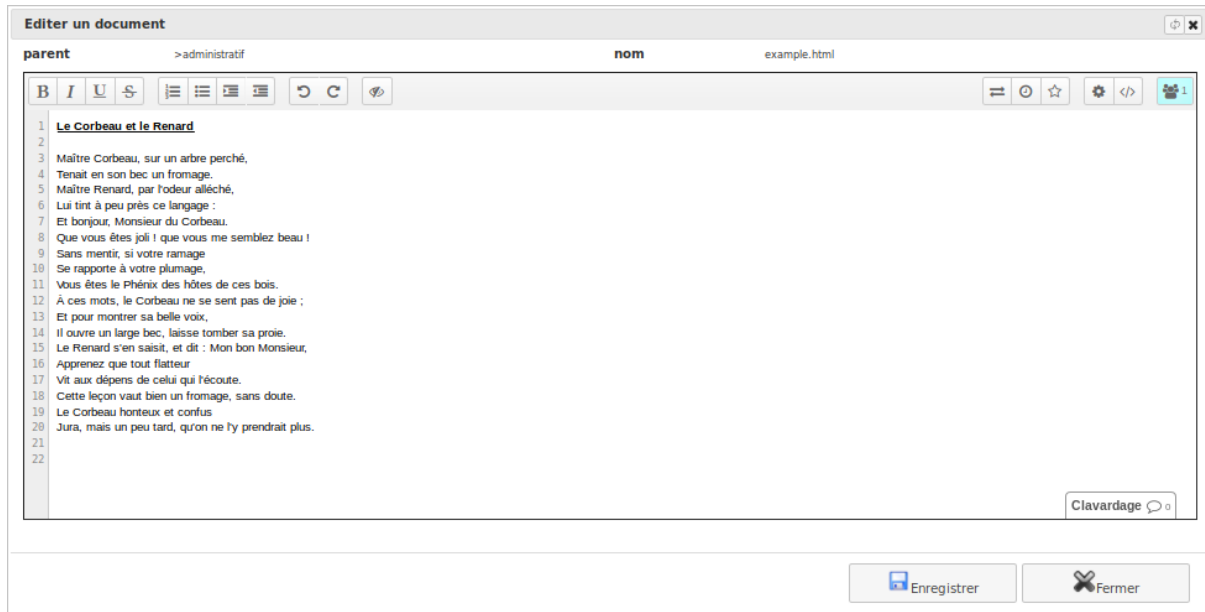 Editer un document
parent >administratif nom example.html
B I U S </> 1
1 Le Corbeau et le Renard
2
3 Maître Corbeau, sur un arbre perché,
4 Tenait en son bec un fromage.
5 Maître Renard, par l'odeur alléché,
6 Lui tint à peu près ce langage :
7 Et bonjour, Monsieur du Corbeau.
8 Que vous êtes joli ! que vous me semblez beau !
9 Sans mentir, si votre ramage
10 Se rapporte à votre plumage,
11 Vous êtes le Phénix des hôtes de ces bois.
12 À ces mots, le Corbeau ne se sent pas de joie ;
13 Et pour montrer sa belle voix,
14 Il ouvre un large bec, laisse tomber sa proie.
15 Le Renard s'en saisit, et dit : Mon bon Monsieur,
16 Apprenez que tout flatteur
17 Vit aux dépens de celui qui l'écoute.
18 Cette leçon vaut bien un fromage, sans doute.
19 Le Corbeau honteux et confus
20 Jura, mais un peu tard, qu'on ne l'y prendrait plus.
21
22
Clavardage 0
Enregistrer Fermer